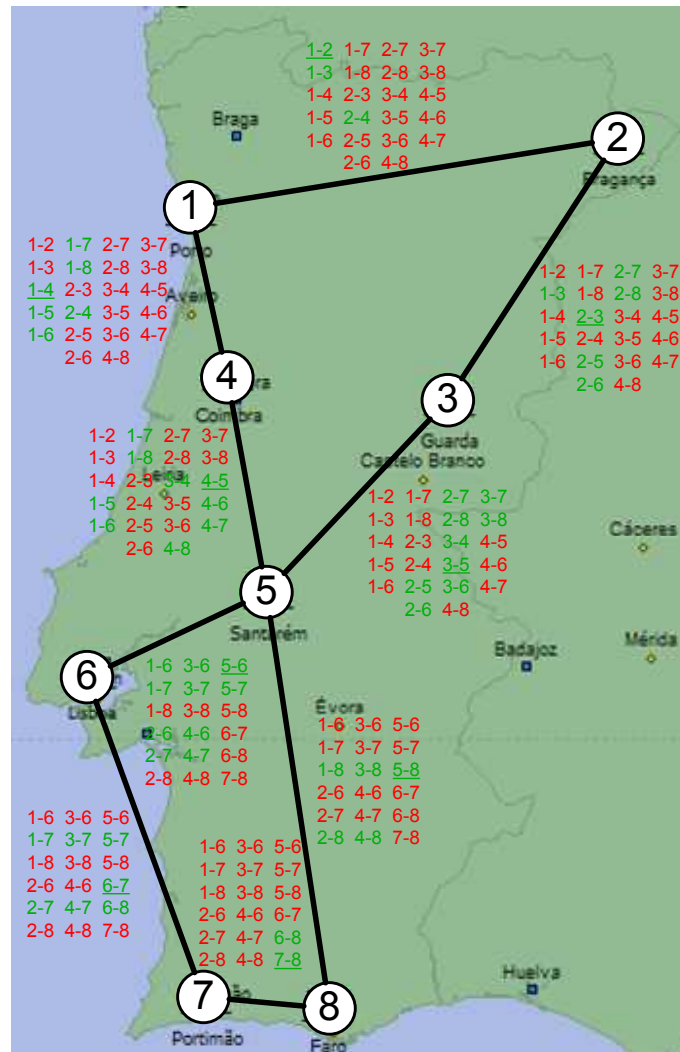 1-2 1-7 2-7 3-7
1-3 1-8 2-8 3-8
1-4 2-3 3-4 4-5
1-5 2-4 3-5 4-6
1-6 2-5 3-6 4-7
2-6 4-8
Braga
2
Bragança
1
Porto
1-2 1-7 2-7 3-7
1-3 1-8 2-8 3-8
1-4 2-3 3-4 4-5
1-5 2-4 3-5 4-6
1-6 2-5 3-6 4-7
2-6 4-8
Aveiro
1-2 1-7 2-7 3-7
1-3 1-8 2-8 3-8
1-4 2-3 3-4 4-5
1-5 2-4 3-5 4-6
1-6 2-5 3-6 4-7
2-6 4-8
4
Coimbra
3
Guarda
Castelo Branco
1-2 1-7 2-7 3-7
1-3 1-8 2-8 3-8
1-4 2-3 3-4 4-5
1-5 2-4 3-5 4-6
1-6 2-5 3-6 4-7
2-6 4-8
Leiria
1-2 1-7 2-7 3-7
1-3 1-8 2-8 3-8
1-4 2-3 3-4 4-5
1-5 2-4 3-5 4-6
1-6 2-5 3-6 4-7
2-6 4-8
Cáceres
5
Santarém
Badajoz
Mérida
6
Lisboa
1-6 3-6 5-6
1-7 3-7 5-7
1-8 3-8 5-8
2-6 4-6 6-7
2-7 4-7 6-8
2-8 4-8 7-8
Évora
1-6 3-6 5-6
1-7 3-7 5-7
1-8 3-8 5-8
2-6 4-6 6-7
2-7 4-7 6-8
2-8 4-8 7-8
1-6 3-6 5-6
1-7 3-7 5-7
1-8 3-8 5-8
2-6 4-6 6-7
2-7 4-7 6-8
2-8 4-8 7-8
1-6 3-6 5-6
1-7 3-7 5-7
1-8 3-8 5-8
2-6 4-6 6-7
2-7 4-7 6-8
2-8 4-8 7-8
7
8
Huelva
Portimão
Faro